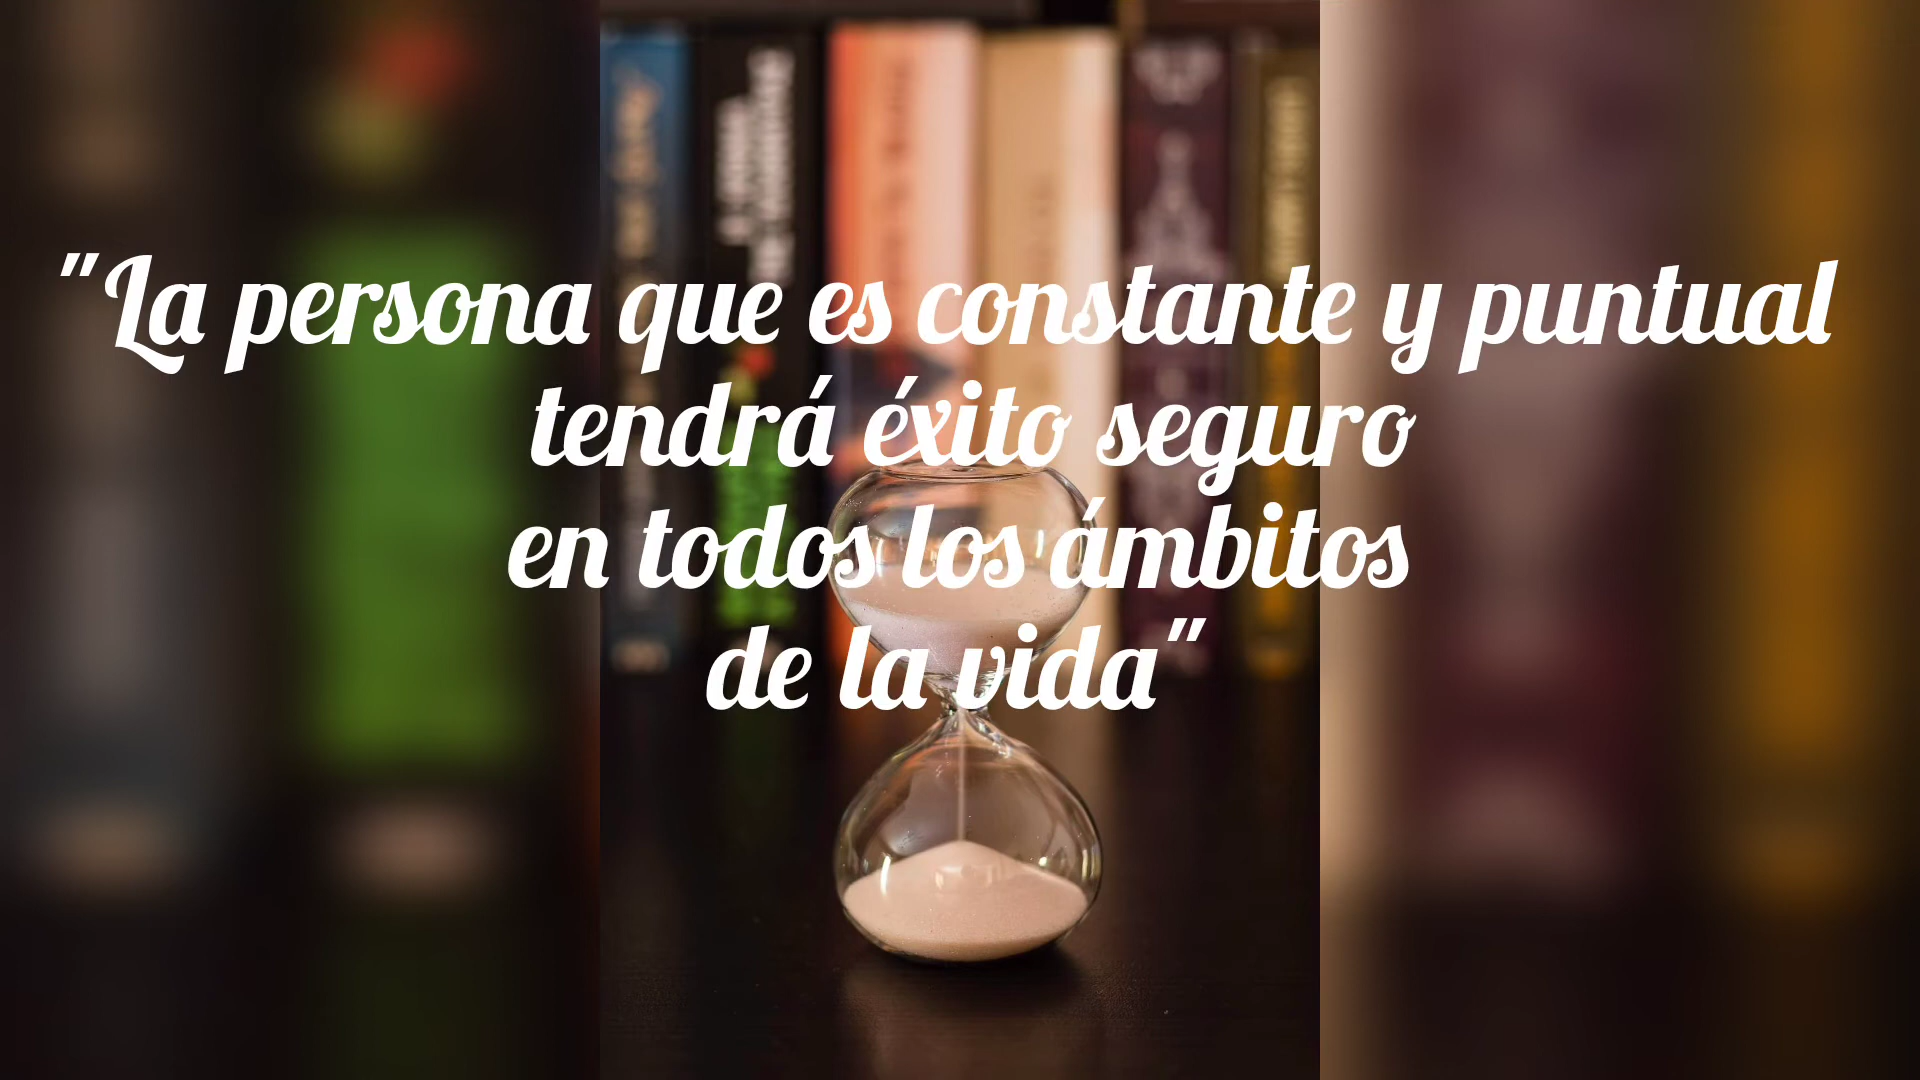 "La persona que es constante y puntual
tendrá éxito seguro
en todos los ámbitos
de la vida"